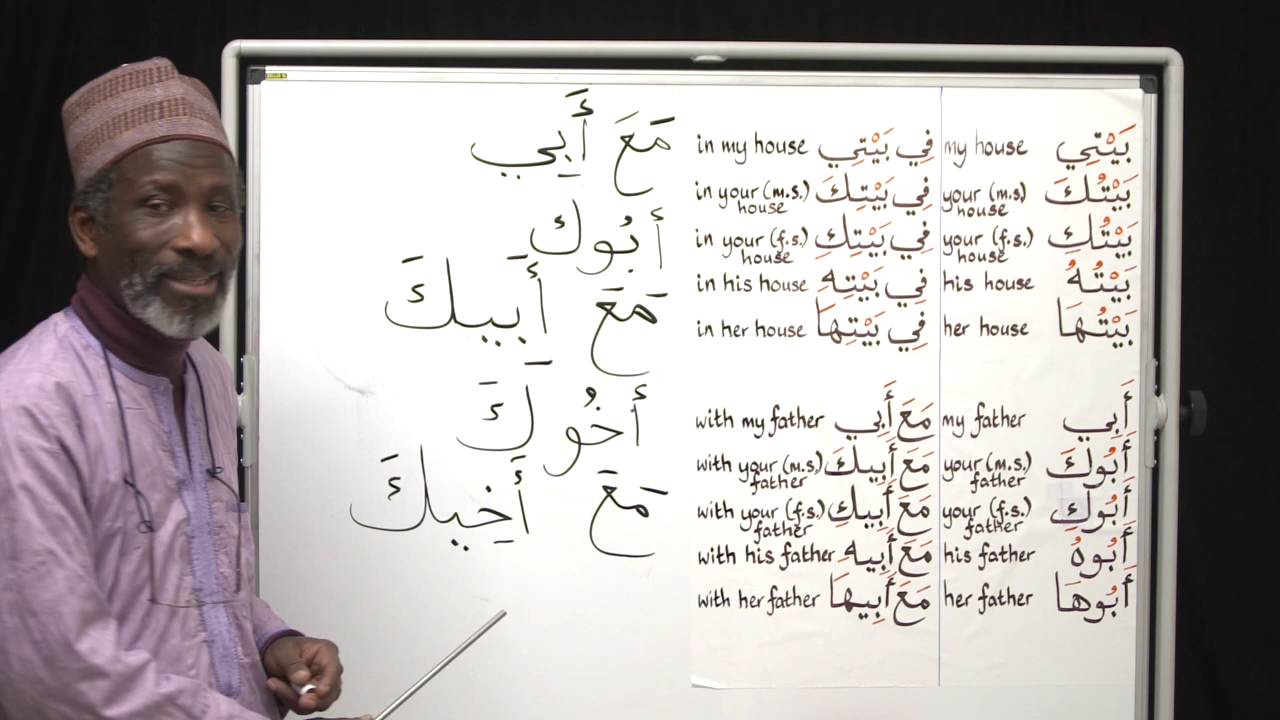 مَعَ أَبِي
أَبُوكَ
مَعَ أَبِيكَ
أَخُوكَ
مَعَ أَخِيكَ
in my house فِي بَيْتِي my house بَيْتِي
in your (m.s.) house فِي بَيْتِكَ your (m.s.) house بَيْتُكَ
in your (f.s.) house فِي بَيْتِكِ your (f.s.) house بَيْتُكِ
in his house فِي بَيْتِهِ his house بَيْتُهُ
in her house فِي بَيْتِهَا her house بَيْتُهَا
with my father مَعَ أَبِي my father أَبِي
with your (m.s.) father مَعَ أَبِيكَ your (m.s.) father أَبُوكَ
with your (f.s.) father مَعَ أَبِيكِ your (f.s.) father أَبُوكِ
with his father مَعَ أَبِيهِ his father أَبُوهُ
with her father مَعَ أَبِيهَا her father أَبُوهَا